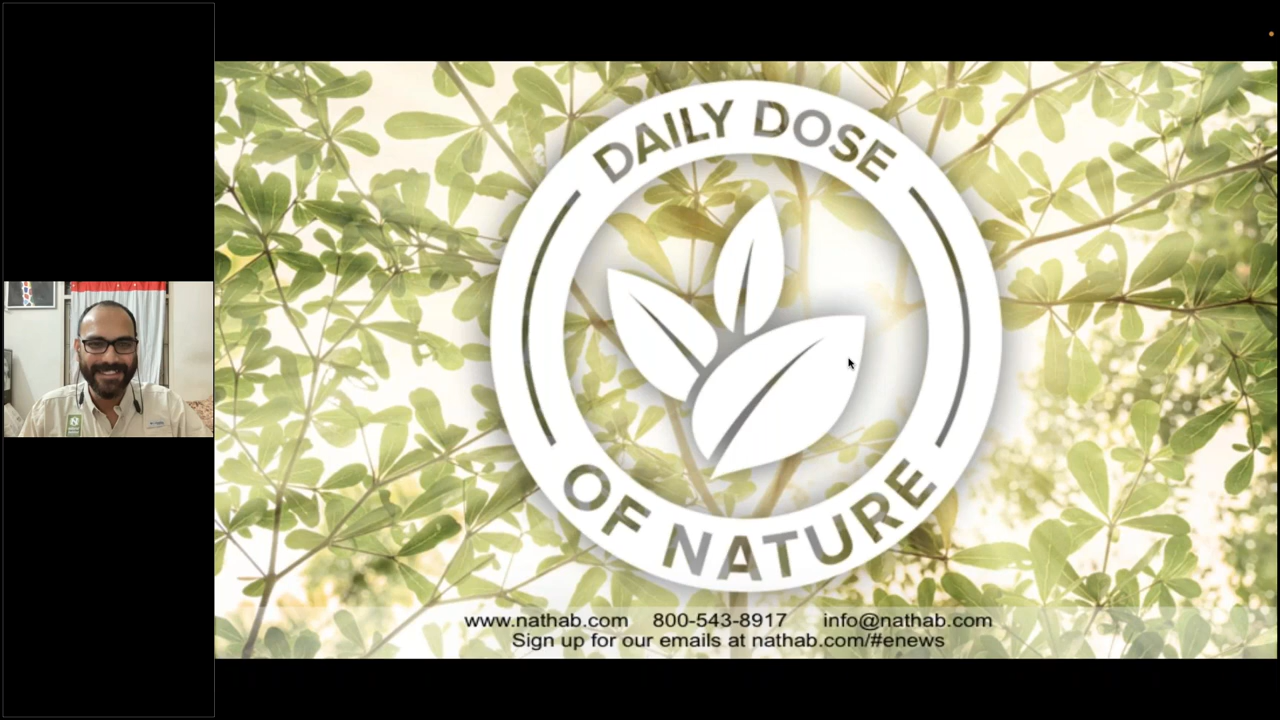 DAILY DOSE
OF NATURE
www.nathab.com 800-543-8917 info@nathab.com
Sign up for our emails at nathab.com/#enews